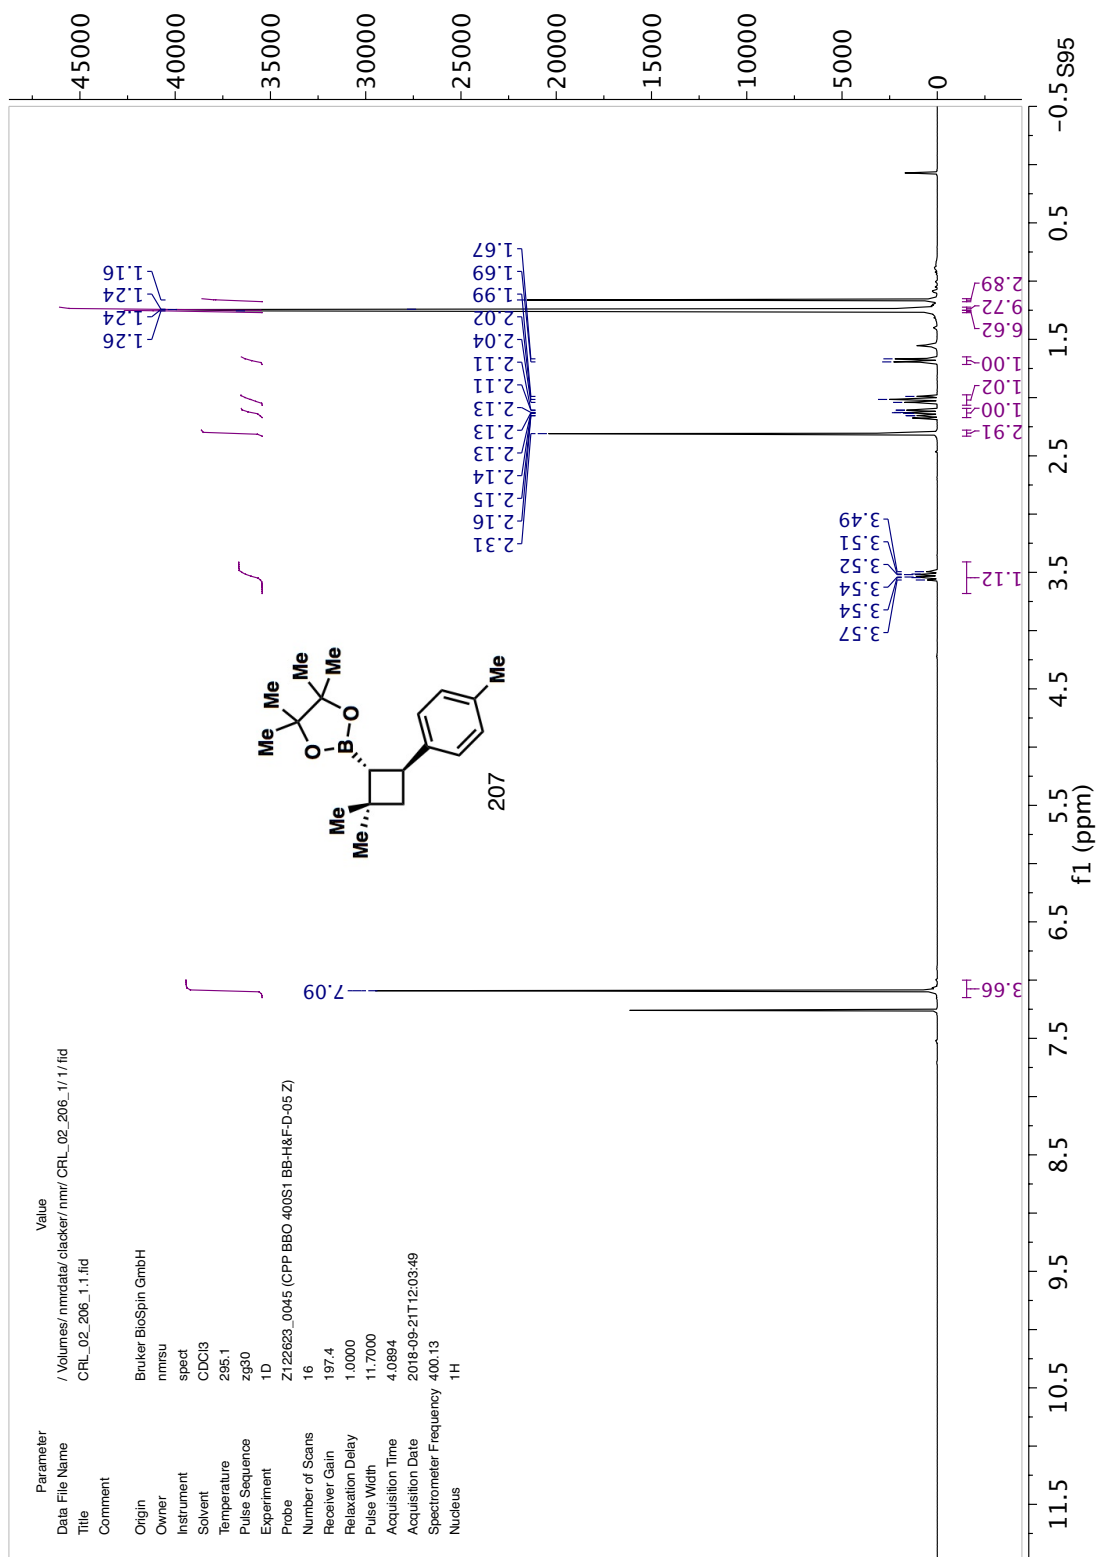 Parameter Value
Data File Name / Volumes/ nmrdata/ clacker/ nmr/ CRL_02_206_1/ 1/ fid
Title CRL_02_206_1.1.fid
Comment
Origin Bruker BioSpin GmbH
Owner nmrsu
Instrument spect
Solvent CDCl3
Temperature 295.1
Pulse Sequence zg30
Experiment 1D
Probe Z122623_0045 (CPP BBO 400S1 BB-H&F-D-05 Z)
Number of Scans 16
Receiver Gain 197.4
Relaxation Delay 1.0000
Pulse Width 11.7000
Acquisition Time 4.0894
Acquisition Date 2018-09-21T12:03:49
Spectrometer Frequency 400.13
Nucleus 1H
7.09
Me
Me
Me
Me
Me
Me
O
O
B
Me
207
3.57
3.54
3.54
3.52
3.51
3.49
2.31
2.16
2.15
2.14
2.13
2.13
2.13
2.11
2.11
2.04
2.02
1.99
1.69
1.67
1.26
1.24
1.24
1.16
3.66
1.12
2.91
1.00
1.02
1.00
6.62
9.72
2.89
45000
40000
35000
30000
25000
20000
15000
10000
5000
0
11.5 10.5 9.5 8.5 7.5 6.5 5.5 4.5 3.5 2.5 1.5 0.5 −0.5
f1 (ppm)
S95